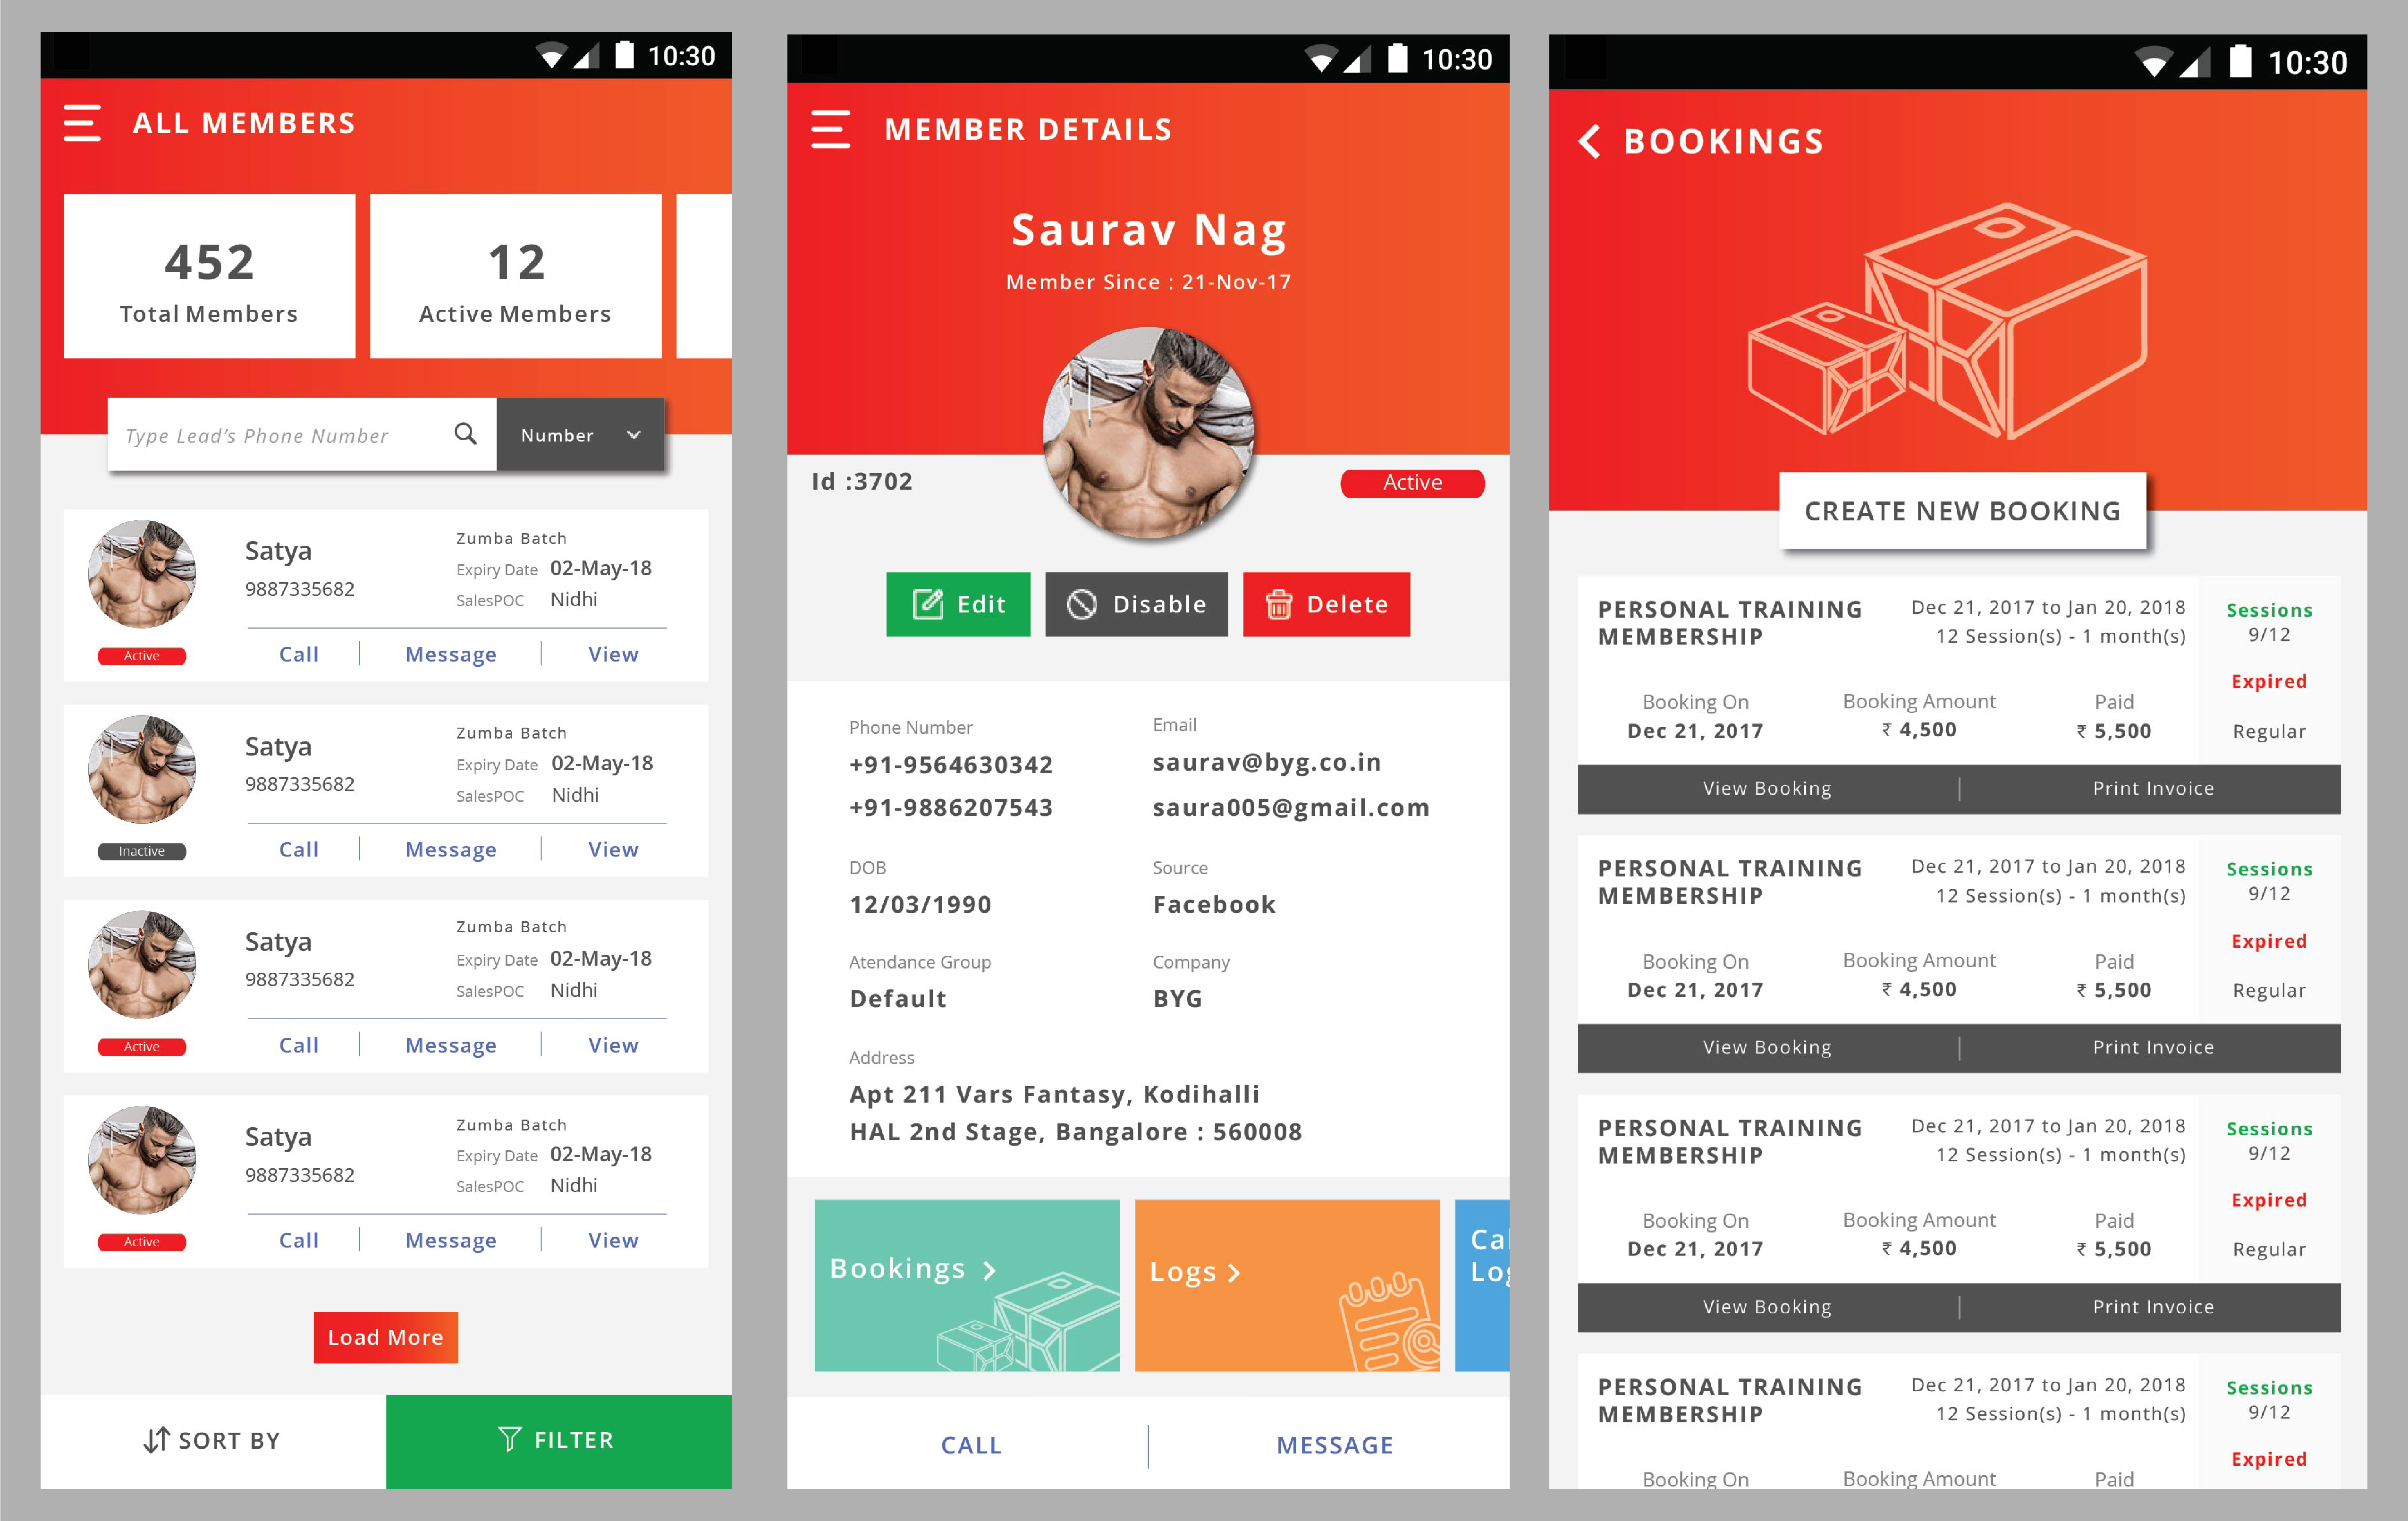 10:30
ALL MEMBERS
452
Total Members
12
Active Members
Type Lead's Phone Number
Number
Satya
9887335682
Zumba Batch
Expiry Date 02-May-18
SalesPOC Nidhi
Active
Call Message View
Satya
9887335682
Zumba Batch
Expiry Date 02-May-18
SalesPOC Nidhi
Inactive
Call Message View
Satya
9887335682
Zumba Batch
Expiry Date 02-May-18
SalesPOC Nidhi
Active
Call Message View
Satya
9887335682
Zumba Batch
Expiry Date 02-May-18
SalesPOC Nidhi
Active
Call Message View
Load More
SORT BY
FILTER
10:30
MEMBER DETAILS
Saurav Nag
Member Since : 21-Nov-17
Id :3702
Active
Edit
Disable
Delete
Phone Number
+91-9564630342
+91-9886207543
Email
saurav@byg.co.in
saura005@gmail.com
DOB
12/03/1990
Source
Facebook
Atendance Group
Default
Company
BYG
Address
Apt 211 Vars Fantasy, Kodihalli
HAL 2nd Stage, Bangalore : 560008
Bookings
Logs
CALL
MESSAGE
10:30
BOOKINGS
CREATE NEW BOOKING
PERSONAL TRAINING
MEMBERSHIP
Dec 21, 2017 to Jan 20, 2018
12 Session(s) - 1 month(s)
Sessions
9/12
Expired
Booking On
Dec 21, 2017
Booking Amount
₹ 4,500
Paid
₹ 5,500
Regular
View Booking | Print Invoice
PERSONAL TRAINING
MEMBERSHIP
Dec 21, 2017 to Jan 20, 2018
12 Session(s) - 1 month(s)
Sessions
9/12
Expired
Booking On
Dec 21, 2017
Booking Amount
₹ 4,500
Paid
₹ 5,500
Regular
View Booking | Print Invoice
PERSONAL TRAINING
MEMBERSHIP
Dec 21, 2017 to Jan 20, 2018
12 Session(s) - 1 month(s)
Sessions
9/12
Expired
Booking On
Dec 21, 2017
Booking Amount
₹ 4,500
Paid
₹ 5,500
Regular
View Booking | Print Invoice
PERSONAL TRAINING
MEMBERSHIP
Dec 21, 2017 to Jan 20, 2018
12 Session(s) - 1 month(s)
Sessions
9/12
Expired
Booking On
Booking Amount
Paid